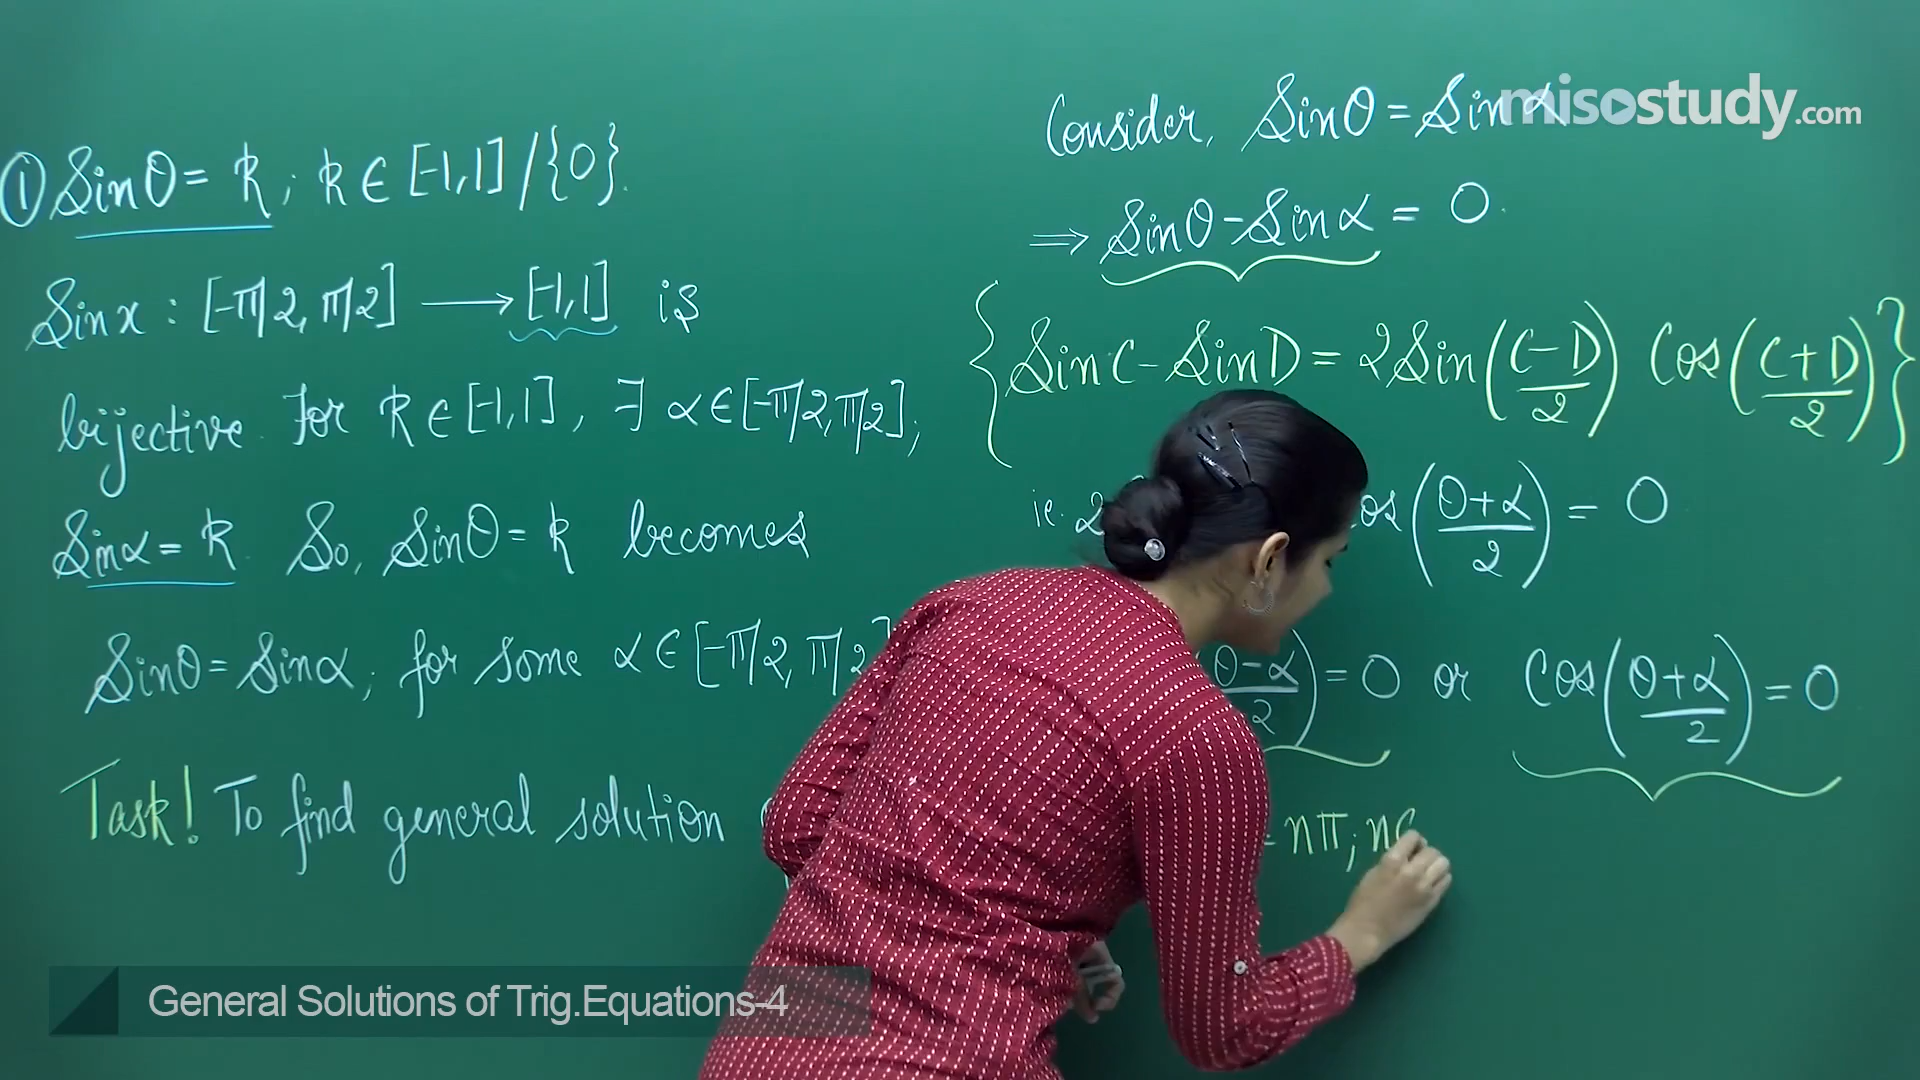 ① Sinθ = k ; k ∈ [-1,1] / {0}.
Sinx : [-π/2, π/2] ⟶ [-1,1] is
bijective. For k ∈ [-1,1], ∃ α ∈ [-π/2, π/2];
Sinα = k. So, Sinθ = k becomes
Sinθ = Sinα; for some α ∈ [-π/2, π/2]
Task! To find general solution
Consider, Sinθ = Sinα
⇒ Sinθ - Sinα = 0.
{SinC - SinD = 2Sin((C-D)/2) Cos((C+D)/2)}
ie. 2 Cos((θ+α)/2) = 0
((θ-α)/2) = 0 or Cos((θ+α)/2) = 0
= nπ; n∈
misostudy.com
General Solutions of Trig.Equations-4